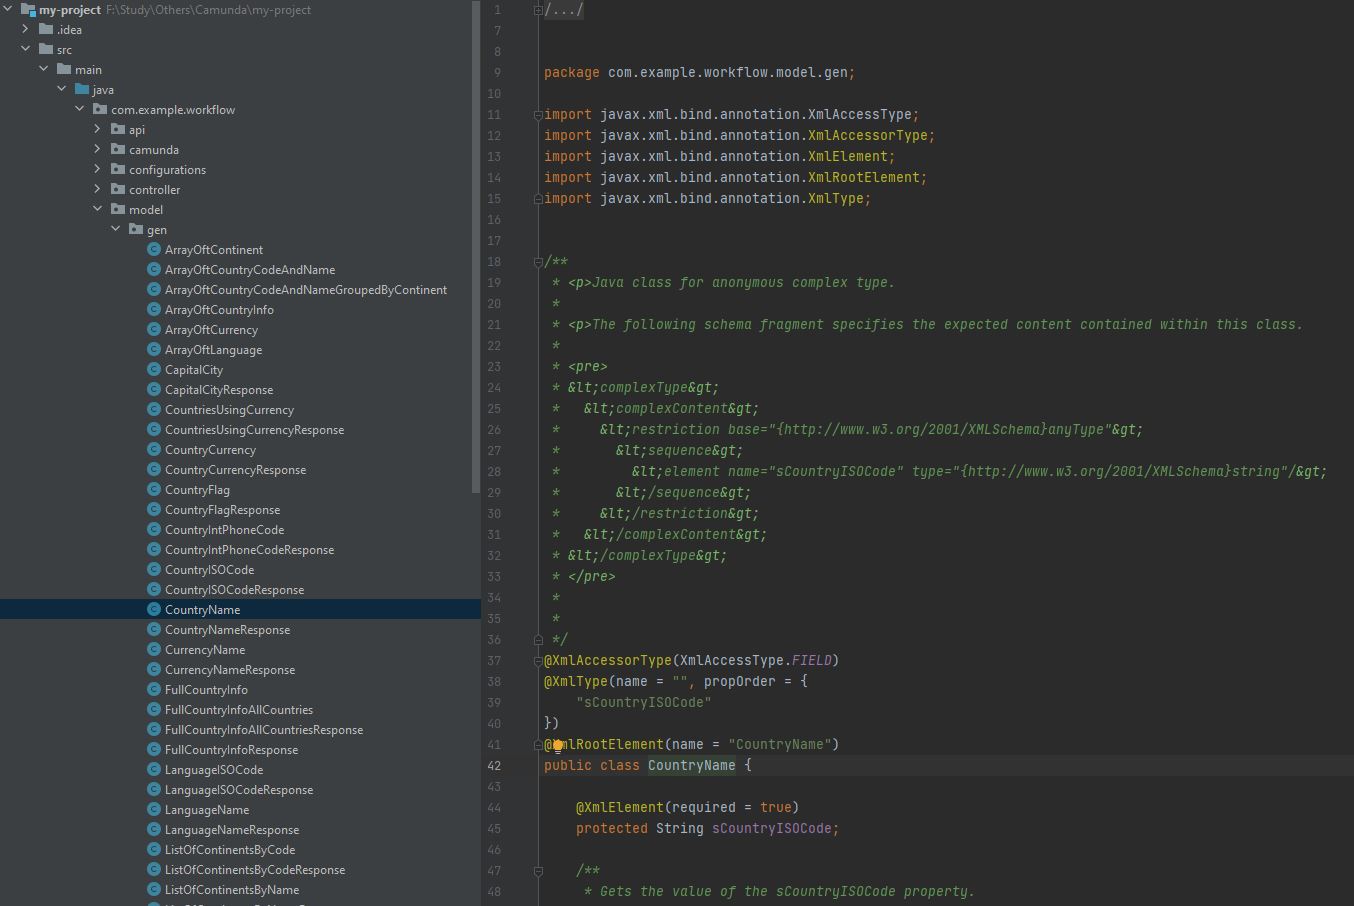 my-project F:\Study\Others\Camunda\my-project
.idea
src
main
java
com.example.workflow
api
camunda
configurations
controller
model
gen
ArrayOftContinent
ArrayOftCountryCodeAndName
ArrayOftCountryCodeAndNameGroupedByContinent
ArrayOftCountryInfo
ArrayOftCurrency
ArrayOftLanguage
CapitalCity
CapitalCityResponse
CountriesUsingCurrency
CountriesUsingCurrencyResponse
CountryCurrency
CountryCurrencyResponse
CountryFlag
CountryFlagResponse
CountryIntPhoneCode
CountryIntPhoneCodeResponse
CountryISOCode
CountryISOCodeResponse
CountryName
CountryNameResponse
CurrencyName
CurrencyNameResponse
FullCountryInfo
FullCountryInfoAllCountries
FullCountryInfoAllCountriesResponse
FullCountryInfoResponse
LanguageISOCode
LanguageISOCodeResponse
LanguageName
LanguageNameResponse
ListOfContinentsByCode
ListOfContinentsByCodeResponse
ListOfContinentsByName
1 /.../
7
8
9 package com.example.workflow.model.gen;
10
11 import javax.xml.bind.annotation.XmlAccessType;
12 import javax.xml.bind.annotation.XmlAccessorType;
13 import javax.xml.bind.annotation.XmlElement;
14 import javax.xml.bind.annotation.XmlRootElement;
15 import javax.xml.bind.annotation.XmlType;
16
17
18 /**
19 * <p>Java class for anonymous complex type.
20 *
21 * <p>The following schema fragment specifies the expected content contained within this class.
22 *
23 * <pre>
24 * &lt;complexType&gt;
25 *   &lt;complexContent&gt;
26 *     &lt;restriction base="{http://www.w3.org/2001/XMLSchema}anyType"&gt;
27 *       &lt;sequence&gt;
28 *         &lt;element name="sCountryISOCode" type="{http://www.w3.org/2001/XMLSchema}string"/&gt;
29 *       &lt;/sequence&gt;
30 *     &lt;/restriction&gt;
31 *   &lt;/complexContent&gt;
32 * &lt;/complexType&gt;
33 * </pre>
34 *
35 *
36 */
37 @XmlAccessorType(XmlAccessType.FIELD)
38 @XmlType(name = "", propOrder = {
39 "sCountryISOCode"
40 })
41 @XmlRootElement(name = "CountryName")
42 public class CountryName {
43
44 @XmlElement(required = true)
45 protected String sCountryISOCode;
46
47 /**
48 * Gets the value of the sCountryISOCode property.